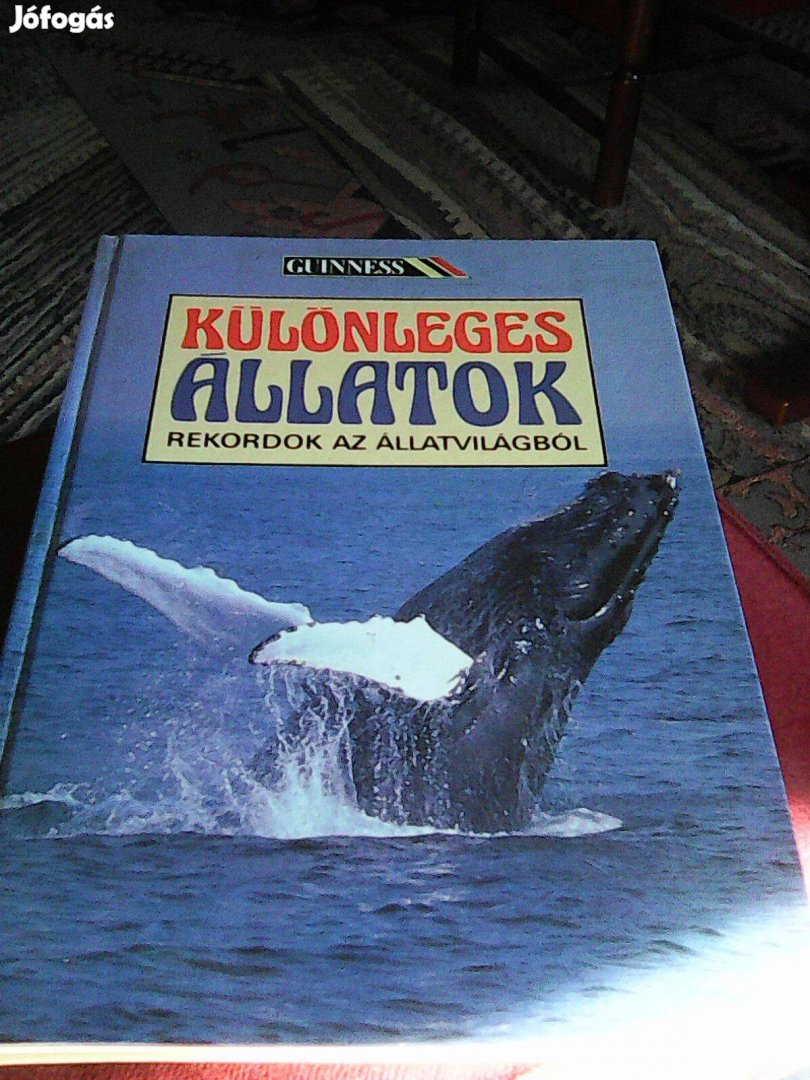 Jófogás
GUINNESS
KÜLÖNLEGES
ÁLLATOK
REKORDOK AZ ÁLLATVILÁGBÓL